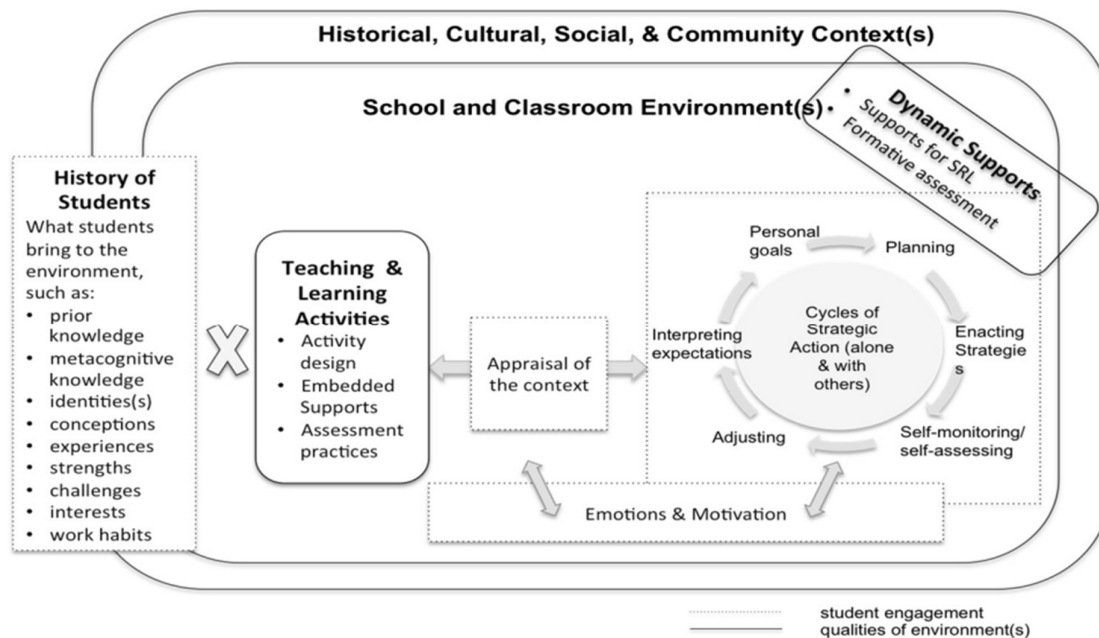 Historical, Cultural, Social, & Community Context(s)
School and Classroom Environment(s)
• Dynamic Supports
• Supports for SRL
Formative assessment
History of
Students
What students
bring to the
environment,
such as:
• prior
knowledge
• metacognitive
knowledge
• identities(s)
• conceptions
• experiences
• strengths
• challenges
• interests
• work habits
Teaching &
Learning
Activities
• Activity
design
• Embedded
Supports
• Assessment
practices
Appraisal of
the context
Personal
goals
Planning
Enacting
Strategie
s
Self-monitoring/
self-assessing
Adjusting
Interpreting
expectations
Cycles of
Strategic
Action (alone
& with
others)
Emotions & Motivation
student engagement
qualities of environment(s)